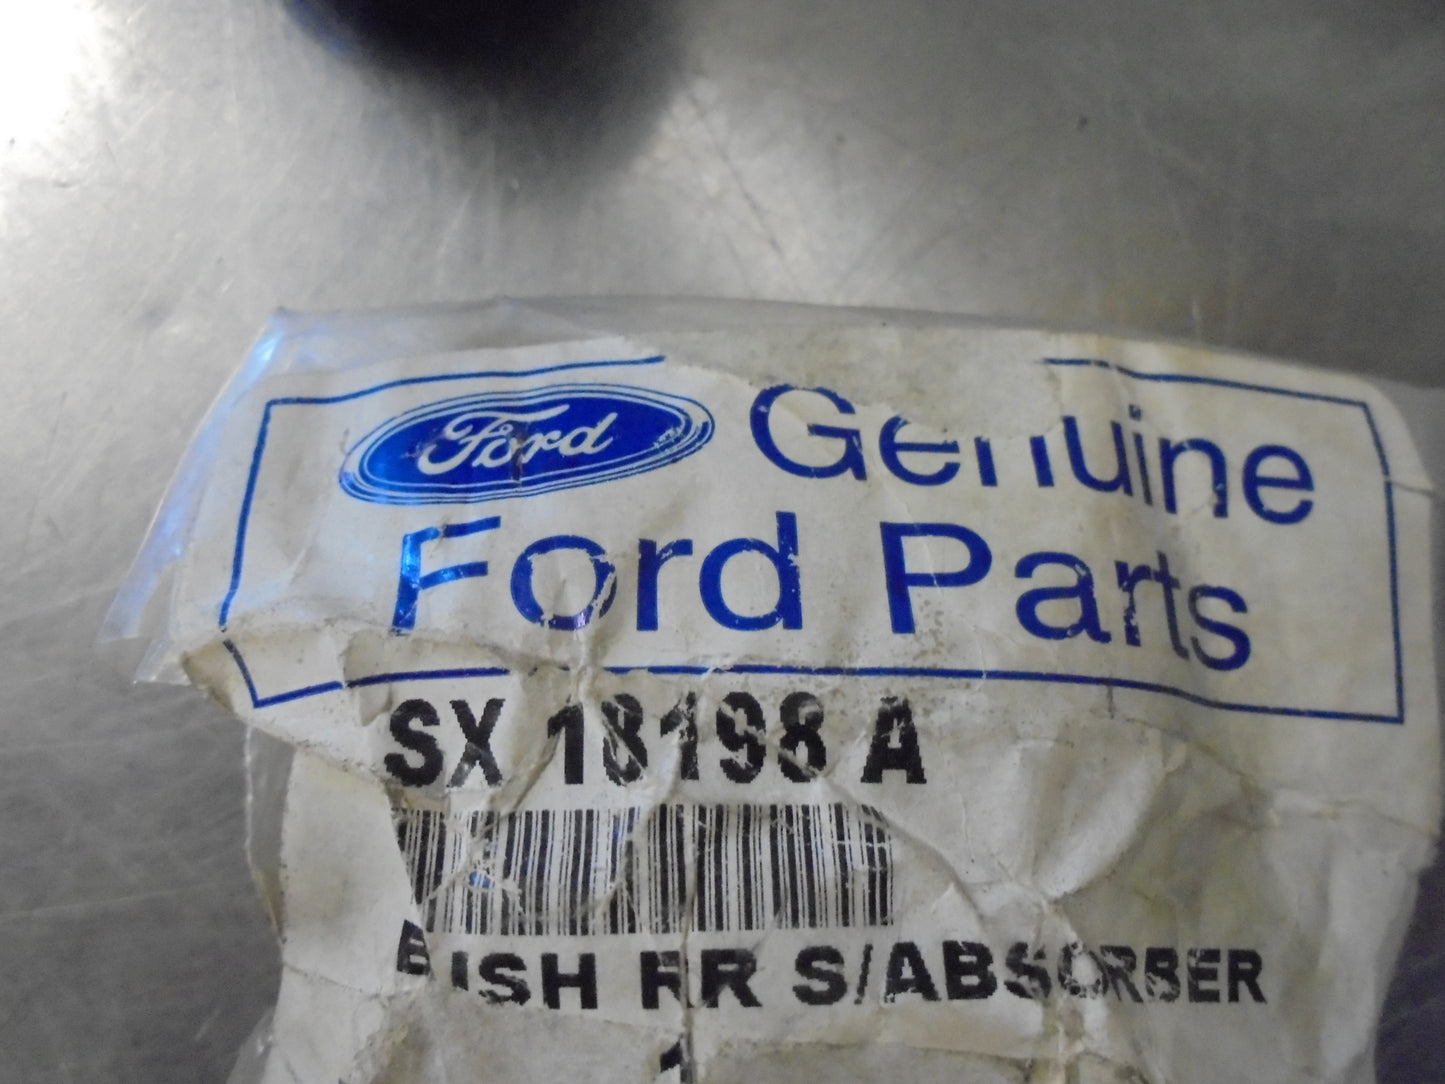 Ford Genuine
Ford Parts
SX 18198 A
BUSH RR S/ABSORBER